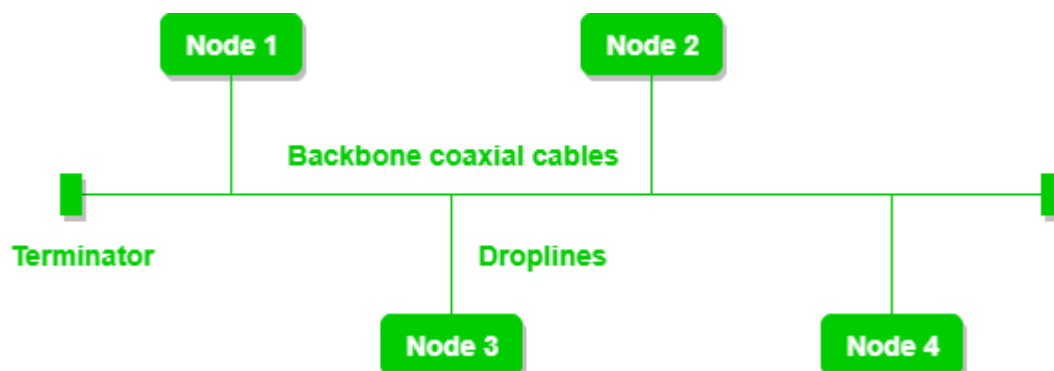 Node 1
Node 2
Backbone coaxial cables
Terminator
Droplines
Node 3
Node 4